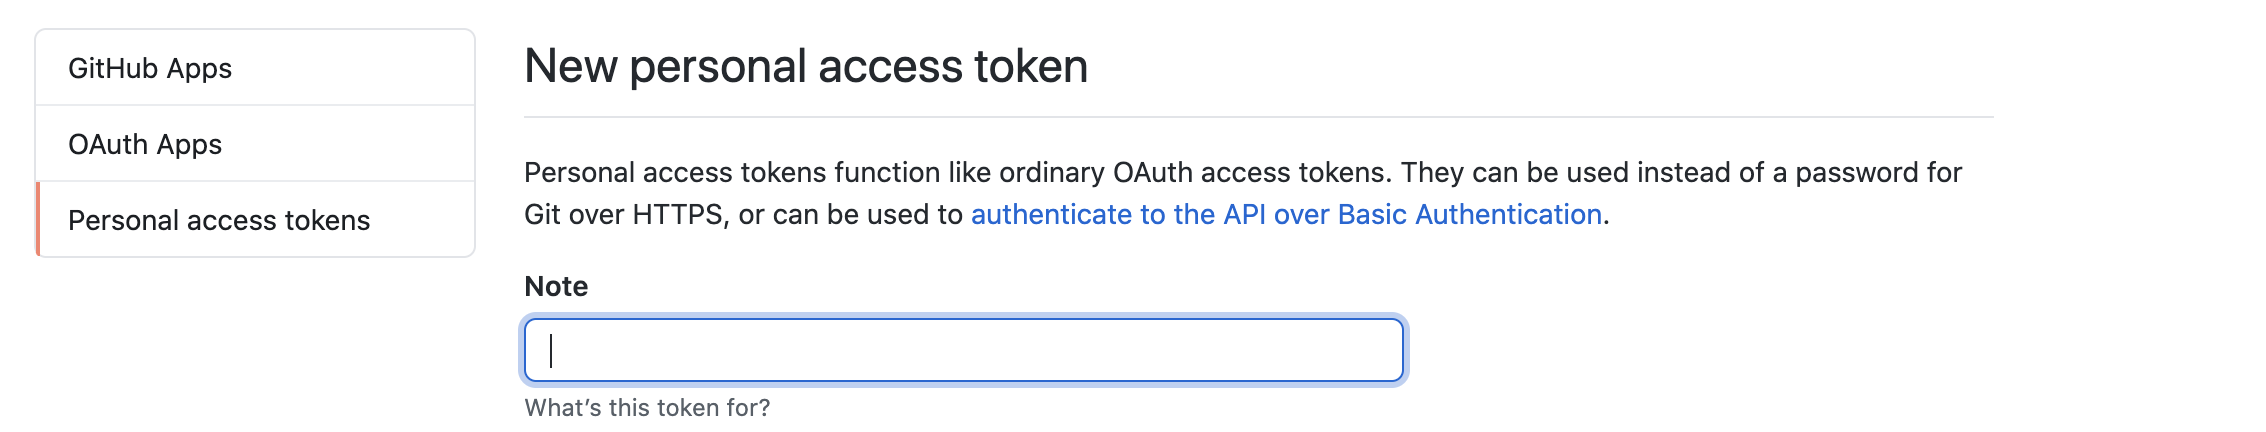 GitHub Apps
OAuth Apps
Personal access tokens
New personal access token
Personal access tokens function like ordinary OAuth access tokens. They can be used instead of a password for
Git over HTTPS, or can be used to authenticate to the API over Basic Authentication.
Note
What’s this token for?